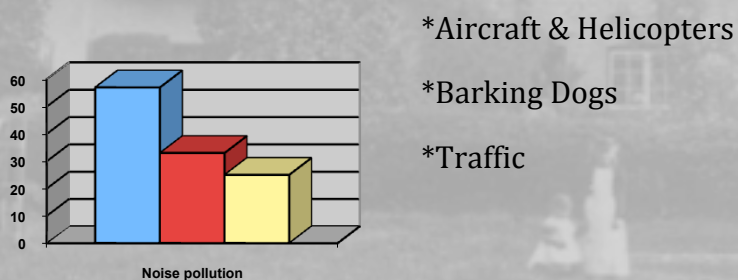 *Aircraft & Helicopters
*Barking Dogs
*Traffic
60
50
40
30
20
10
0
Noise pollution